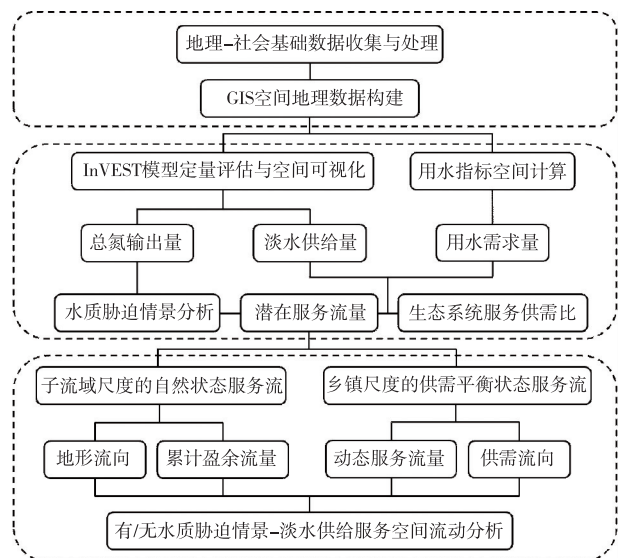 地理–社会基础数据收集与处理
GIS空间地理数据构建
InVEST模型定量评估与空间可视化
用水指标空间计算
总氮输出量
淡水供给量
用水需求量
水质胁迫情景分析
潜在服务流量
生态系统服务供需比
子流域尺度的自然状态服务流
乡镇尺度的供需平衡状态服务流
地形流向
累计盈余流量
动态服务流量
供需流向
有/无水质胁迫情景–淡水供给服务空间流动分析